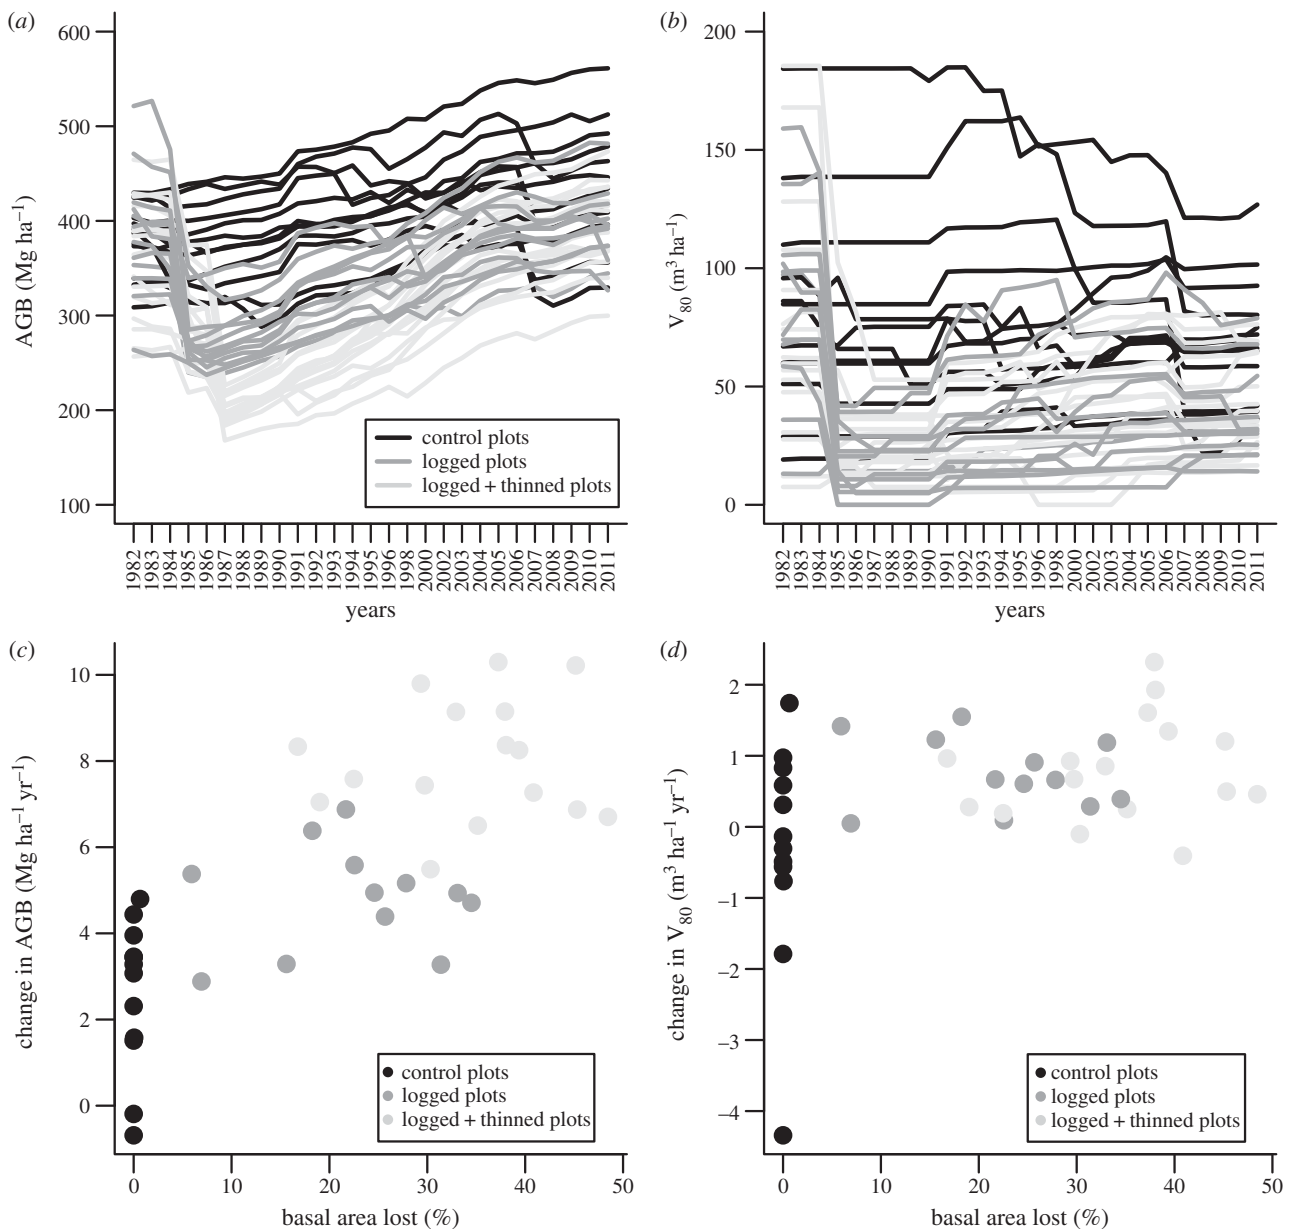 (a)
600
500
400
300
200
100
AGB (Mg ha⁻¹)
control plots
logged plots
logged + thinned plots
1982 1983 1984 1985 1986 1987 1988 1989 1990 1991 1992 1993 1994 1995 1996 1998 2000 2002 2003 2004 2005 2006 2007 2008 2009 2010 2011
years
(b)
200
150
100
50
0
V₈₀ (m³ ha⁻¹)
1982 1983 1984 1985 1986 1987 1988 1989 1990 1991 1992 1993 1994 1995 1996 1998 2000 2002 2003 2004 2005 2006 2007 2008 2009 2010 2011
years
(c)
10
8
6
4
2
0
change in AGB (Mg ha⁻¹ yr⁻¹)
control plots
logged plots
logged + thinned plots
0 10 20 30 40 50
basal area lost (%)
(d)
2
1
0
−1
−2
−3
−4
change in V₈₀ (m³ ha⁻¹ yr⁻¹)
control plots
logged plots
logged + thinned plots
0 10 20 30 40 50
basal area lost (%)